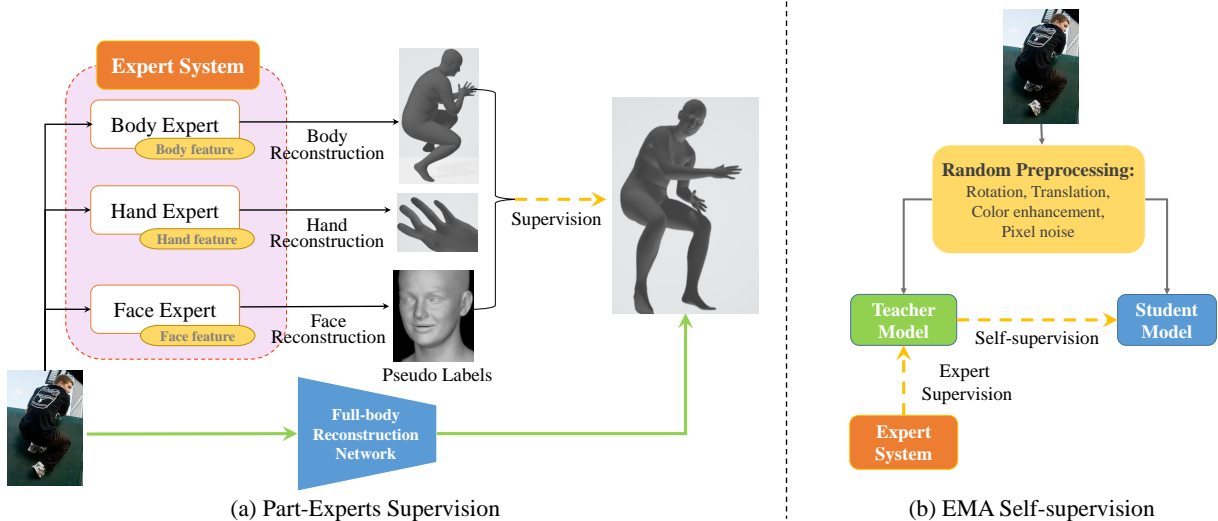 Expert System
Body Expert
Body feature
Body
Reconstruction
Hand Expert
Hand feature
Hand
Reconstruction
Face Expert
Face feature
Face
Reconstruction
Pseudo Labels
Supervision
Full-body
Reconstruction
Network
(a) Part-Experts Supervision
Random Preprocessing:
Rotation, Translation,
Color enhancement,
Pixel noise
Teacher
Model
Self-supervision
Student
Model
Expert
Supervision
Expert
System
(b) EMA Self-supervision